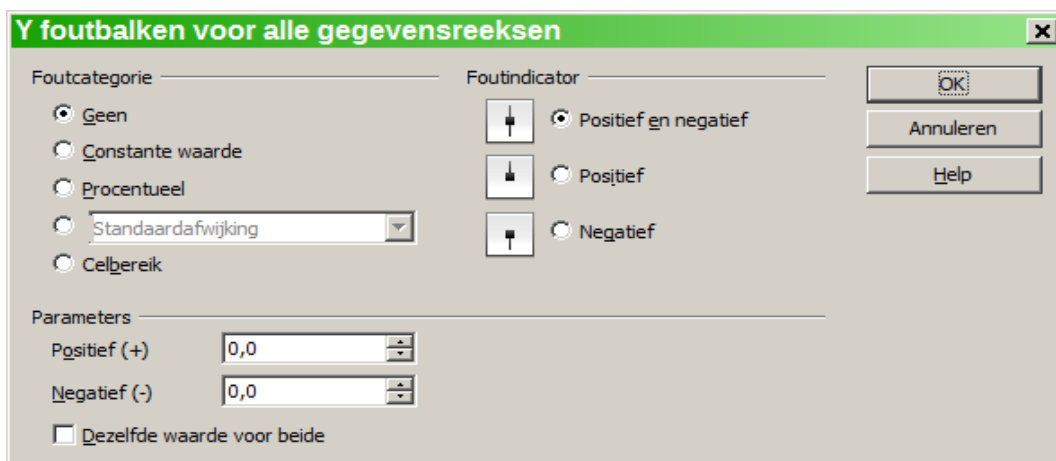 Y foutbalken voor alle gegevensreeksen
Foutcategorie
Geen
Constante waarde
Procentueel
Standaardafwijking
Celbereik
Foutindicator
Positief en negatief
Positief
Negatief
OK
Annuleren
Help
Parameters
Positief (+) 0,0
Negatief (-) 0,0
Dezelfde waarde voor beide